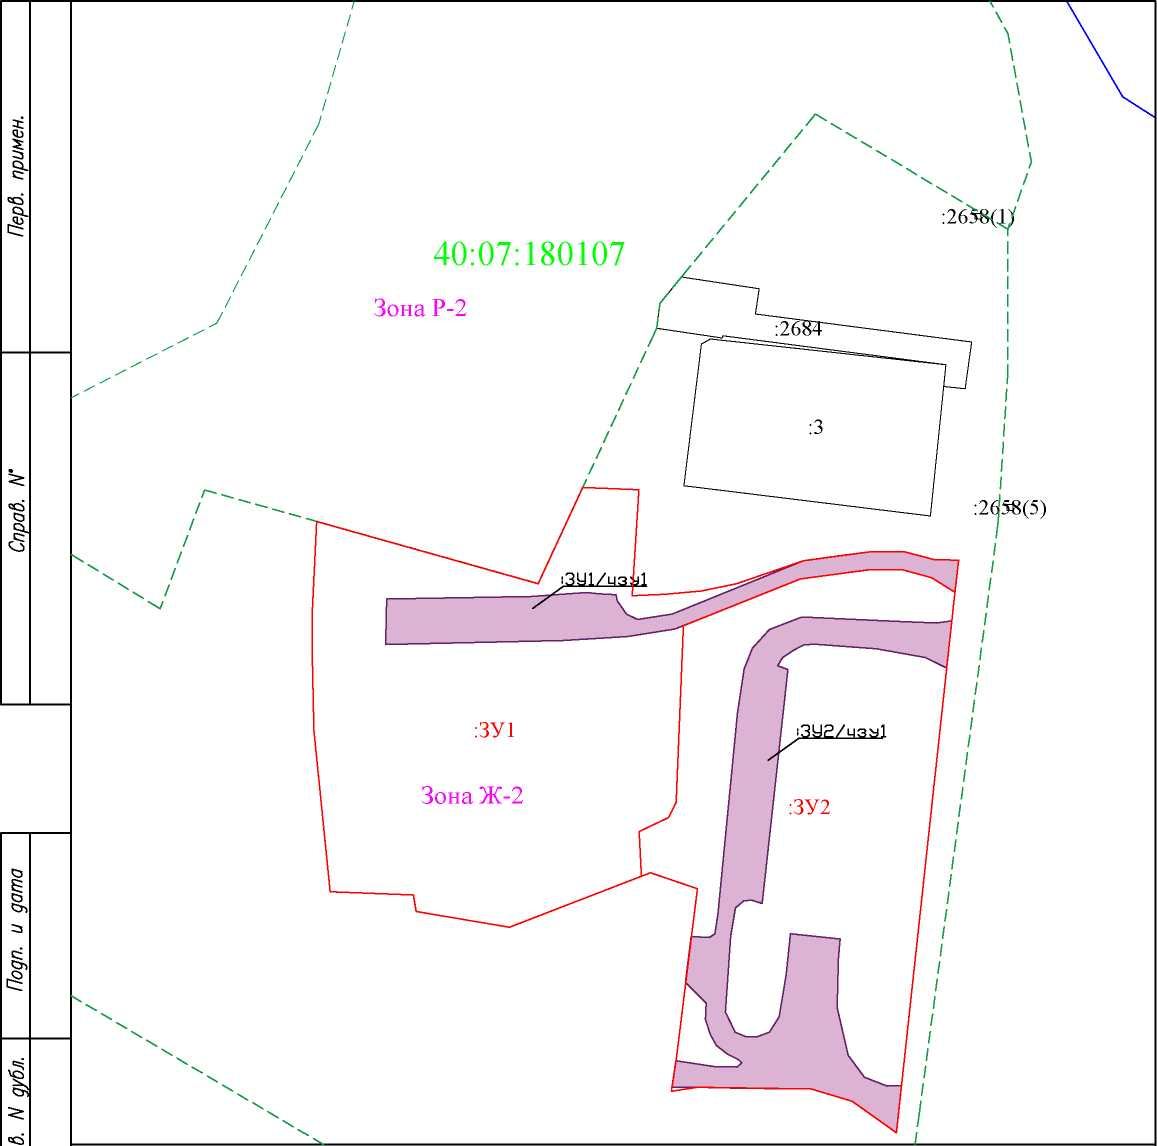 Перв. примен.
Справ. N°
Подп. и дата
в. N дубл.
:2658(1)
40:07:180107
Зона Р-2
:2684
:3
:2658(5)
:ЗУ1/чзу1
:ЗУ1
:ЗУ2/чзу1
Зона Ж-2
:ЗУ2